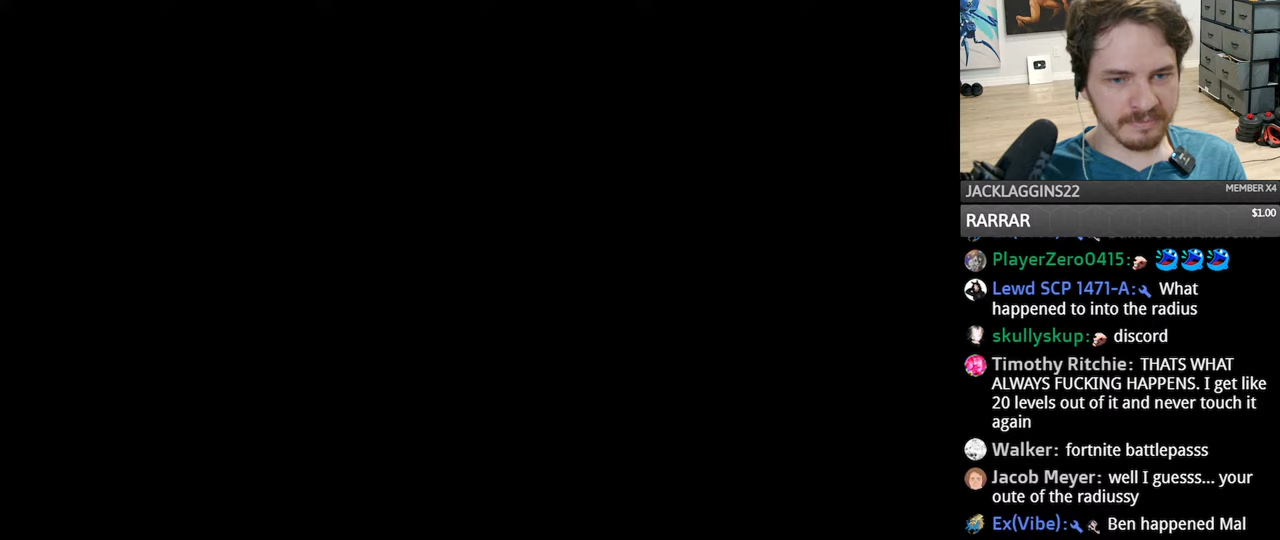 JACKLAGGINS22 MEMBER X4
RARRAR $1.00
PlayerZero0415:
Lewd SCP 1471-A: What
happened to into the radius
skullyskup: discord
Timothy Ritchie: THATS WHAT
ALWAYS FUCKING HAPPENS. I get like
20 levels out of it and never touch it
again
Walker: fortnite battlepasss
Jacob Meyer: well I guesss... your
oute of the radiussy
Ex(Vibe): Ben happened Mal